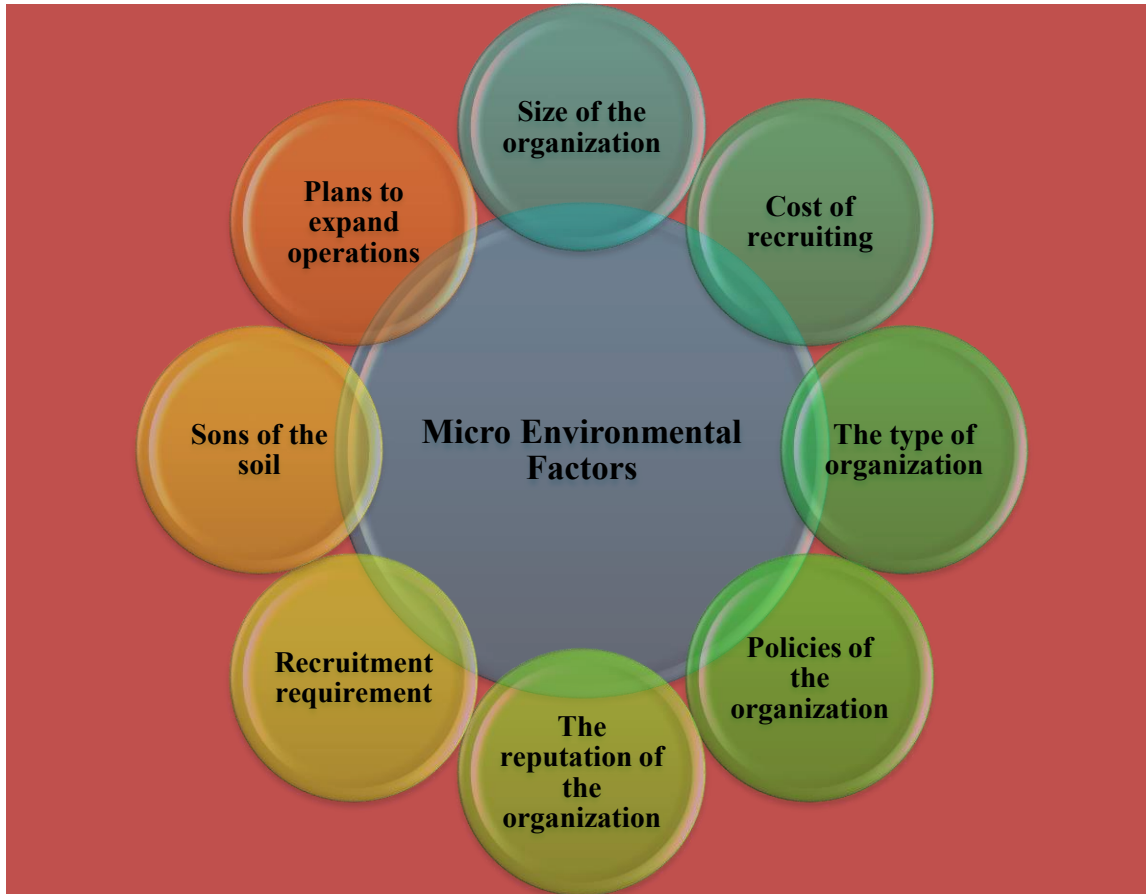 Size of the
organization
Cost of
recruiting
The type of
organization
Policies of
the
organization
The
reputation of
the
organization
Recruitment
requirement
Sons of the
soil
Plans to
expand
operations
Micro Environmental
Factors